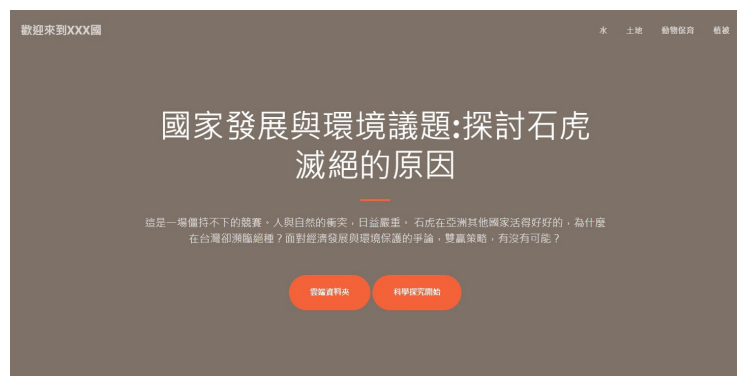 歡迎來到XXX國
水 土地 動物保育 植被
國家發展與環境議題:探討石虎
滅絕的原因
這是一場僵持不下的競賽。人與自然的衝突，日益嚴重。 石虎在亞洲其他國家活得好好的，為什麼
在台灣卻瀕臨絕種？面對經濟發展與環境保護的爭論，雙贏策略，有沒有可能？
雲端資料夾 科學探究開始